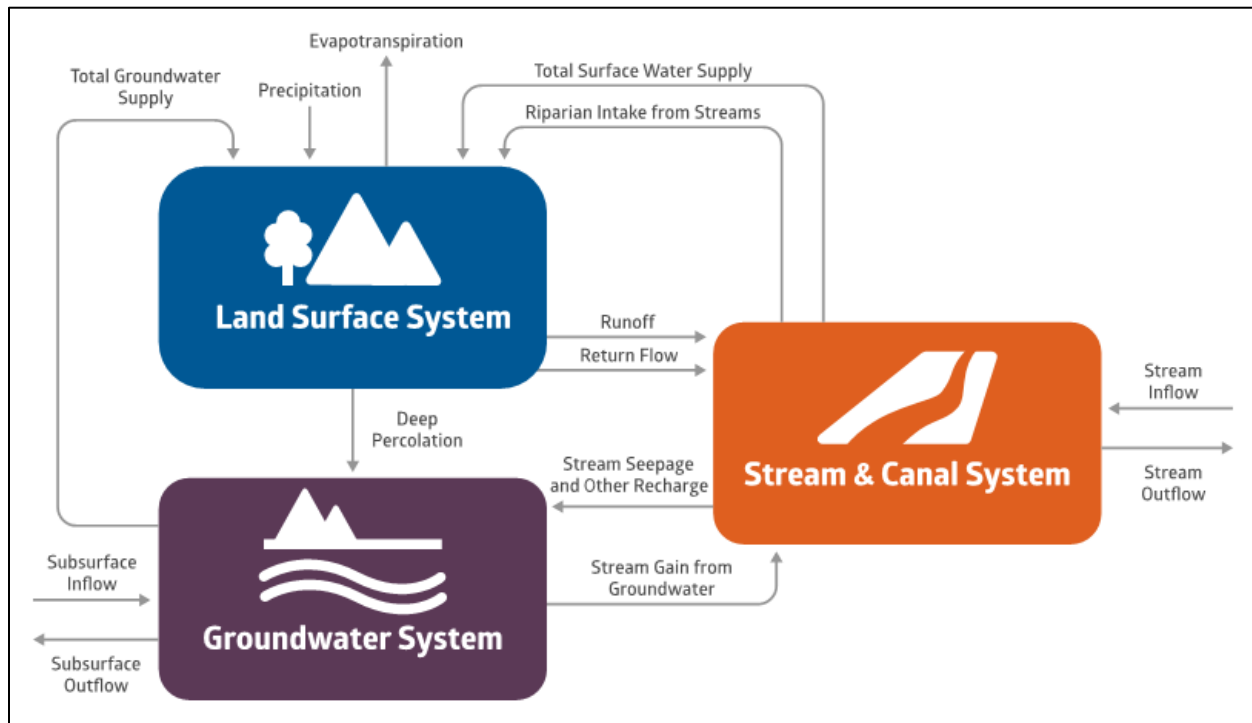 Evapotranspiration
Total Groundwater
Supply
Precipitation
Total Surface Water Supply
Riparian Intake from Streams
Land Surface System
Runoff
Return Flow
Deep
Percolation
Stream
Inflow
Stream & Canal System
Stream
Outflow
Stream Seepage
and Other Recharge
Subsurface
Inflow
Stream Gain from
Groundwater
Groundwater System
Subsurface
Outflow